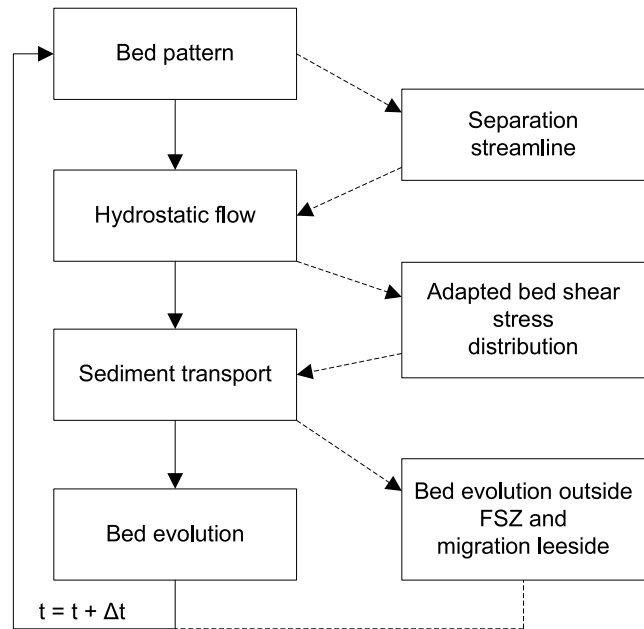 Bed pattern
Separation
streamline
Hydrostatic flow
Adapted bed shear
stress
distribution
Sediment transport
Bed evolution outside
FSZ and
migration leeside
Bed evolution
t = t + Δt